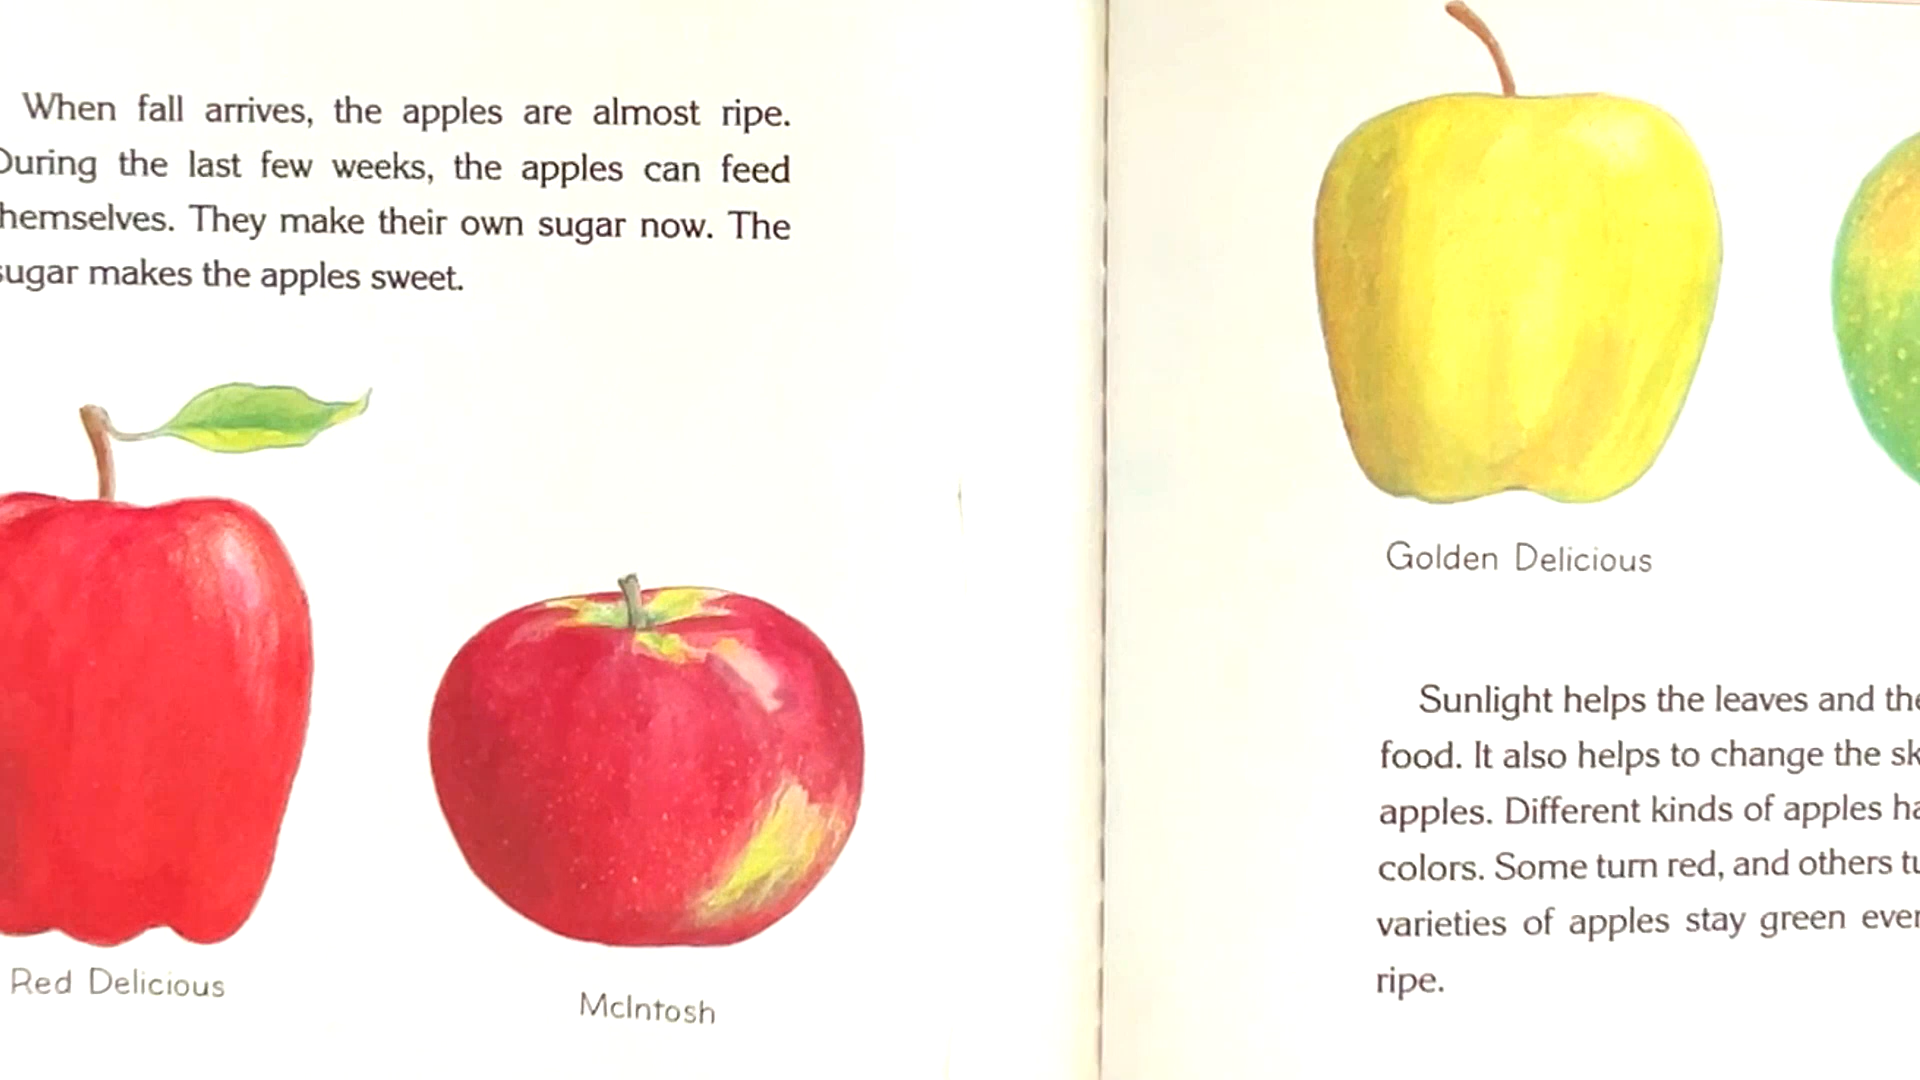 When fall arrives, the apples are almost ripe.
During the last few weeks, the apples can feed
themselves. They make their own sugar now. The
sugar makes the apples sweet.
Red Delicious
McIntosh
Golden Delicious
Sunlight helps the leaves and the
food. It also helps to change the
apples. Different kinds of apples
colors. Some turn red, and others
varieties of apples stay green
ripe.